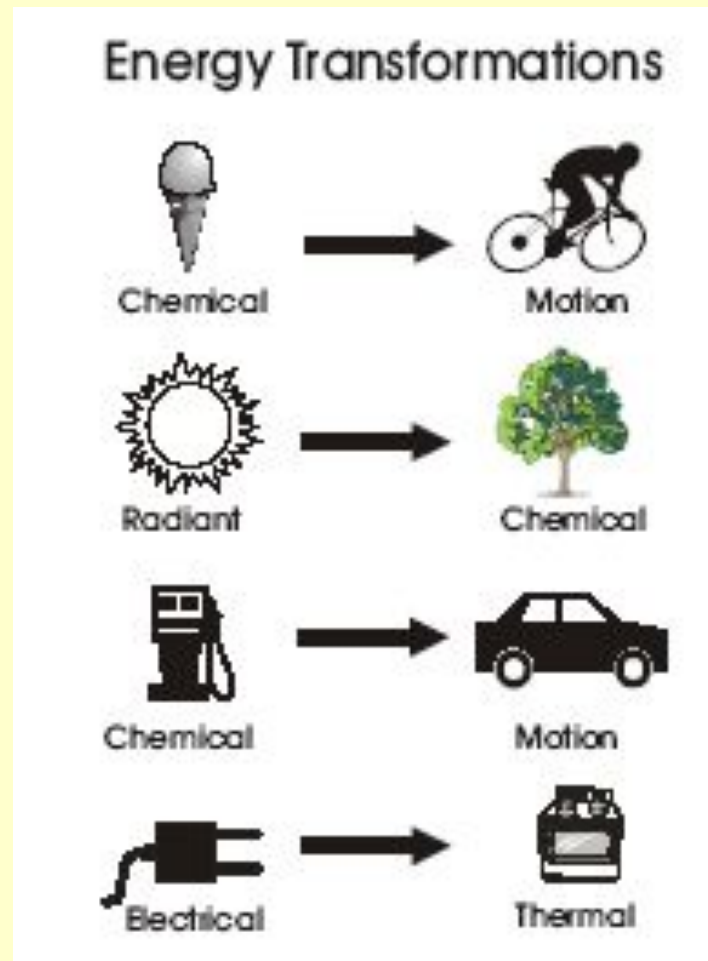 Energy Transformations
Chemical
Motion
Radiant
Chemical
Chemical
Motion
Electrical
Thermal